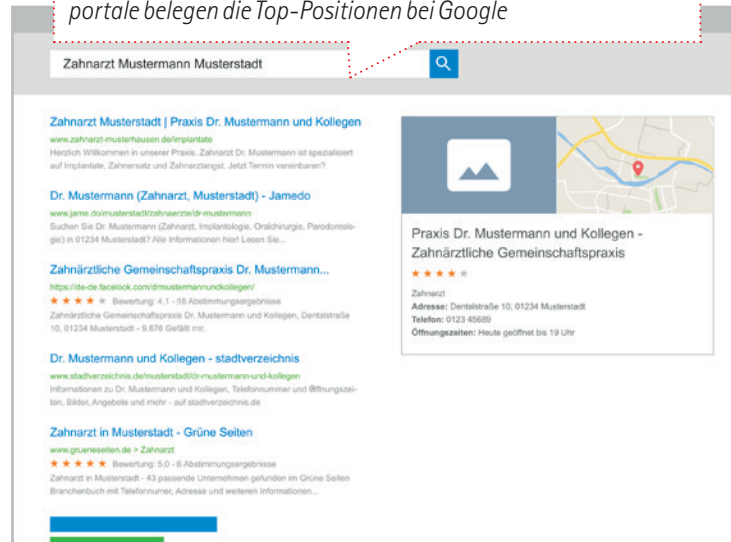 portale belegen die Top-Positionen bei Google
Zahnarzt Mustermann Musterstadt
Zahnarzt Musterstadt | Praxis Dr. Mustermann und Kollegen
www.zahnarzt-musterhausen.de/implantate
Herzlich Willkommen in unserer Praxis. Zahnarzt Dr. Mustermann ist spezialisiert
auf Implantate, Zahnersatz und Zahnarztangst. Jetzt Termin vereinbaren?
Dr. Mustermann (Zahnarzt, Musterstadt) - Jamedo
www.jame.do/musterstadt/zahnaerzte/dr-mustermann
Suchen Sie Dr. Mustermann (Zahnarzt, Implantologie, Oralchirurgie, Parodontolo-
gie) in 01234 Musterstadt? Alle Informationen hier! Lesen Sie...
Zahnärztliche Gemeinschaftspraxis Dr. Mustermann...
https://de-de.facelook.com/drmustermannundkollegen/
Bewertung: 4,1 - 18 Abstimmungsergebnisse
Zahnärztliche Gemeinschaftspraxis Dr. Mustermann und Kollegen, Dentalstraße
10, 01234 Musterstadt - 9.876 Gefällt mir.
Dr. Mustermann und Kollegen - stadtverzeichnis
www.stadtverzeichnis.de/musterstadt/dr-mustermann-und-kollegen
Informationen zu Dr. Mustermann und Kollegen, Telefonnummer und Öffnungszei-
ten, Bilder, Angebote und mehr - auf stadtverzeichnis.de
Zahnarzt in Musterstadt - Grüne Seiten
www.grueneseiten.de > Zahnarzt
Bewertung: 5,0 - 6 Abstimmungsergebnisse
Zahnarzt in Musterstadt - 43 passende Unternehmen gefunden im Grüne Seiten
Branchenbuch mit Telefonnumer, Adresse und weiteren Informationen...
Praxis Dr. Mustermann und Kollegen -
Zahnärztliche Gemeinschaftspraxis
Zahnarzt
Adresse: Dentalstraße 10, 01234 Musterstadt
Telefon: 0123 45689
Öffnungszeiten: Heute geöffnet bis 19 Uhr